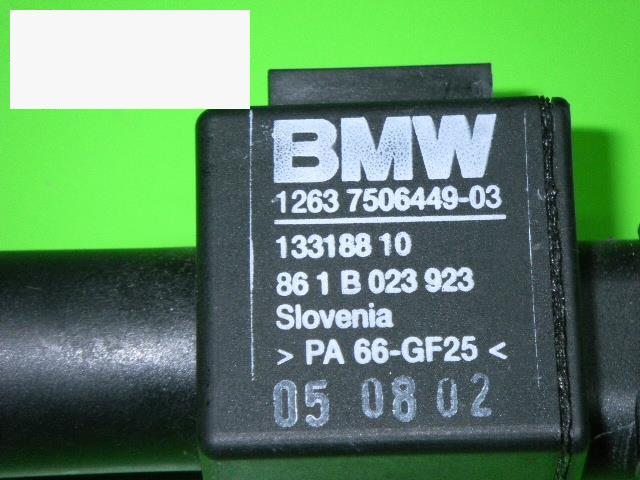 BMW
1263 7506449-03
133188 10
86 1 B 023 923
Slovenia
> PA 66-GF25 <
05 08 02